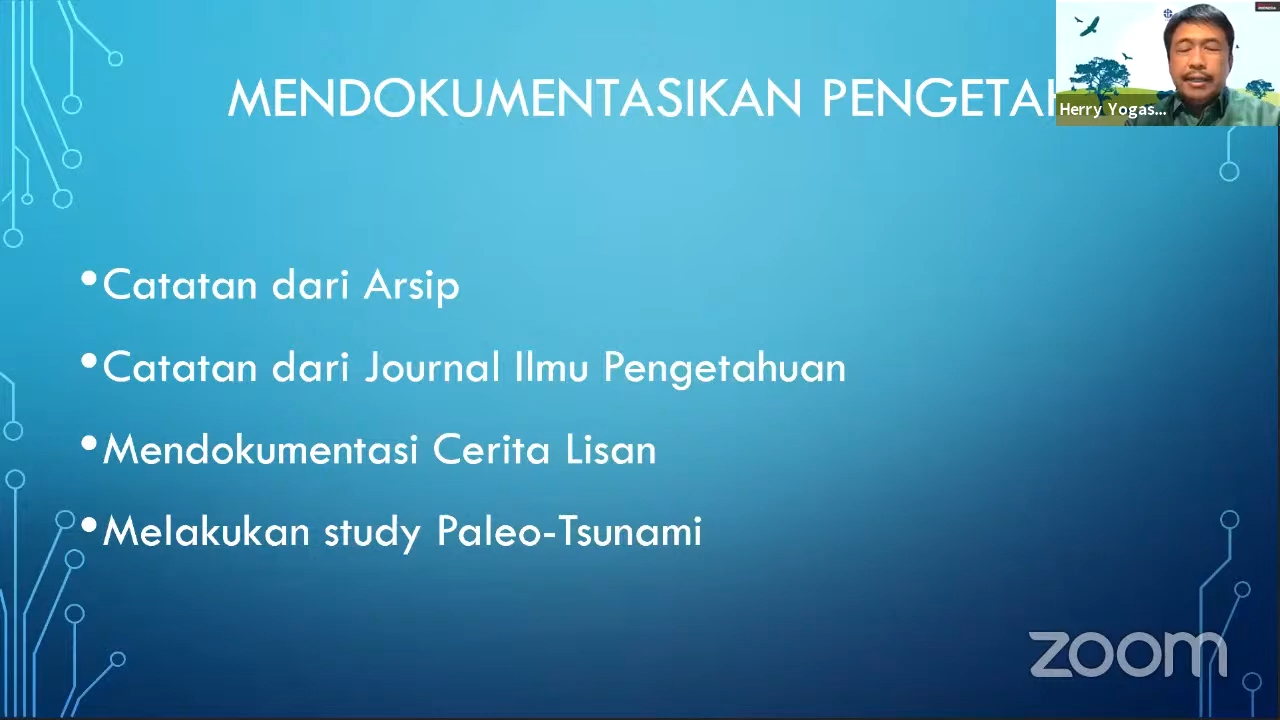 MENDOKUMENTASIKAN
Herry Yogas...
•Catatan dari Arsip
•Catatan dari Journal Ilmu Pengetahuan
•Mendokumentasi Cerita Lisan
•Melakukan study Paleo-Tsunami
zoom